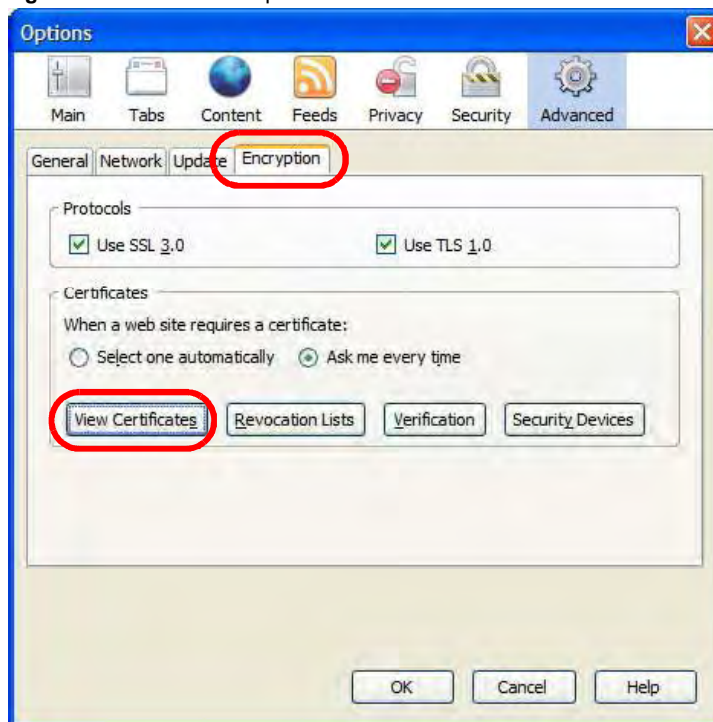 Options
Main Tabs Content Feeds Privacy Security Advanced
General Network Update Encryption
Protocols
Use SSL 3.0 Use TLS 1.0
Certificates
When a web site requires a certificate:
Select one automatically Ask me every time
View Certificates Revocation Lists Verification Security Devices
OK Cancel Help